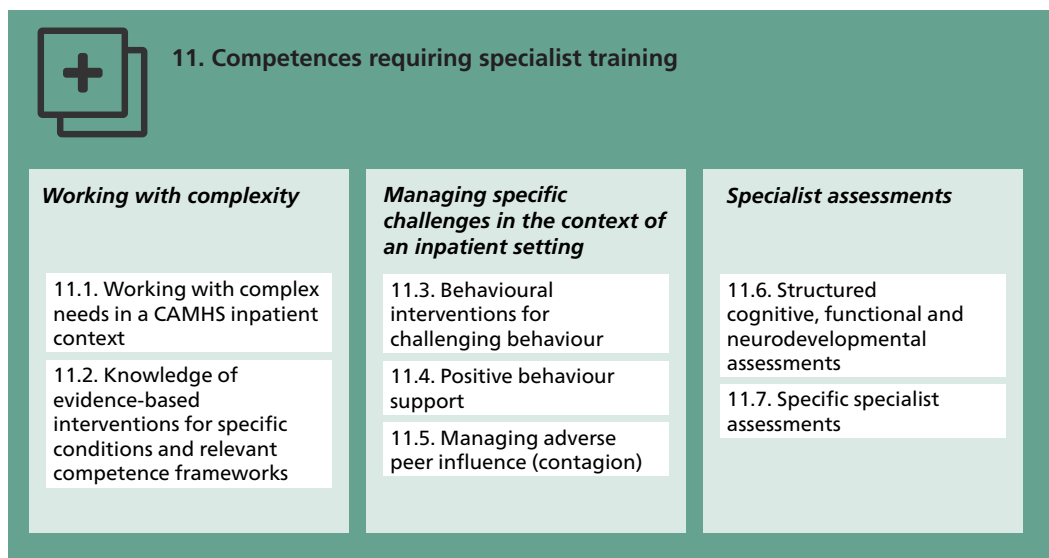 11. Competences requiring specialist training
Working with complexity
11.1. Working with complex
needs in a CAMHS inpatient
context
11.2. Knowledge of
evidence-based
interventions for specific
conditions and relevant
competence frameworks
Managing specific
challenges in the context of
an inpatient setting
11.3. Behavioural
interventions for
challenging behaviour
11.4. Positive behaviour
support
11.5. Managing adverse
peer influence (contagion)
Specialist assessments
11.6. Structured
cognitive, functional and
neurodevelopmental
assessments
11.7. Specific specialist
assessments